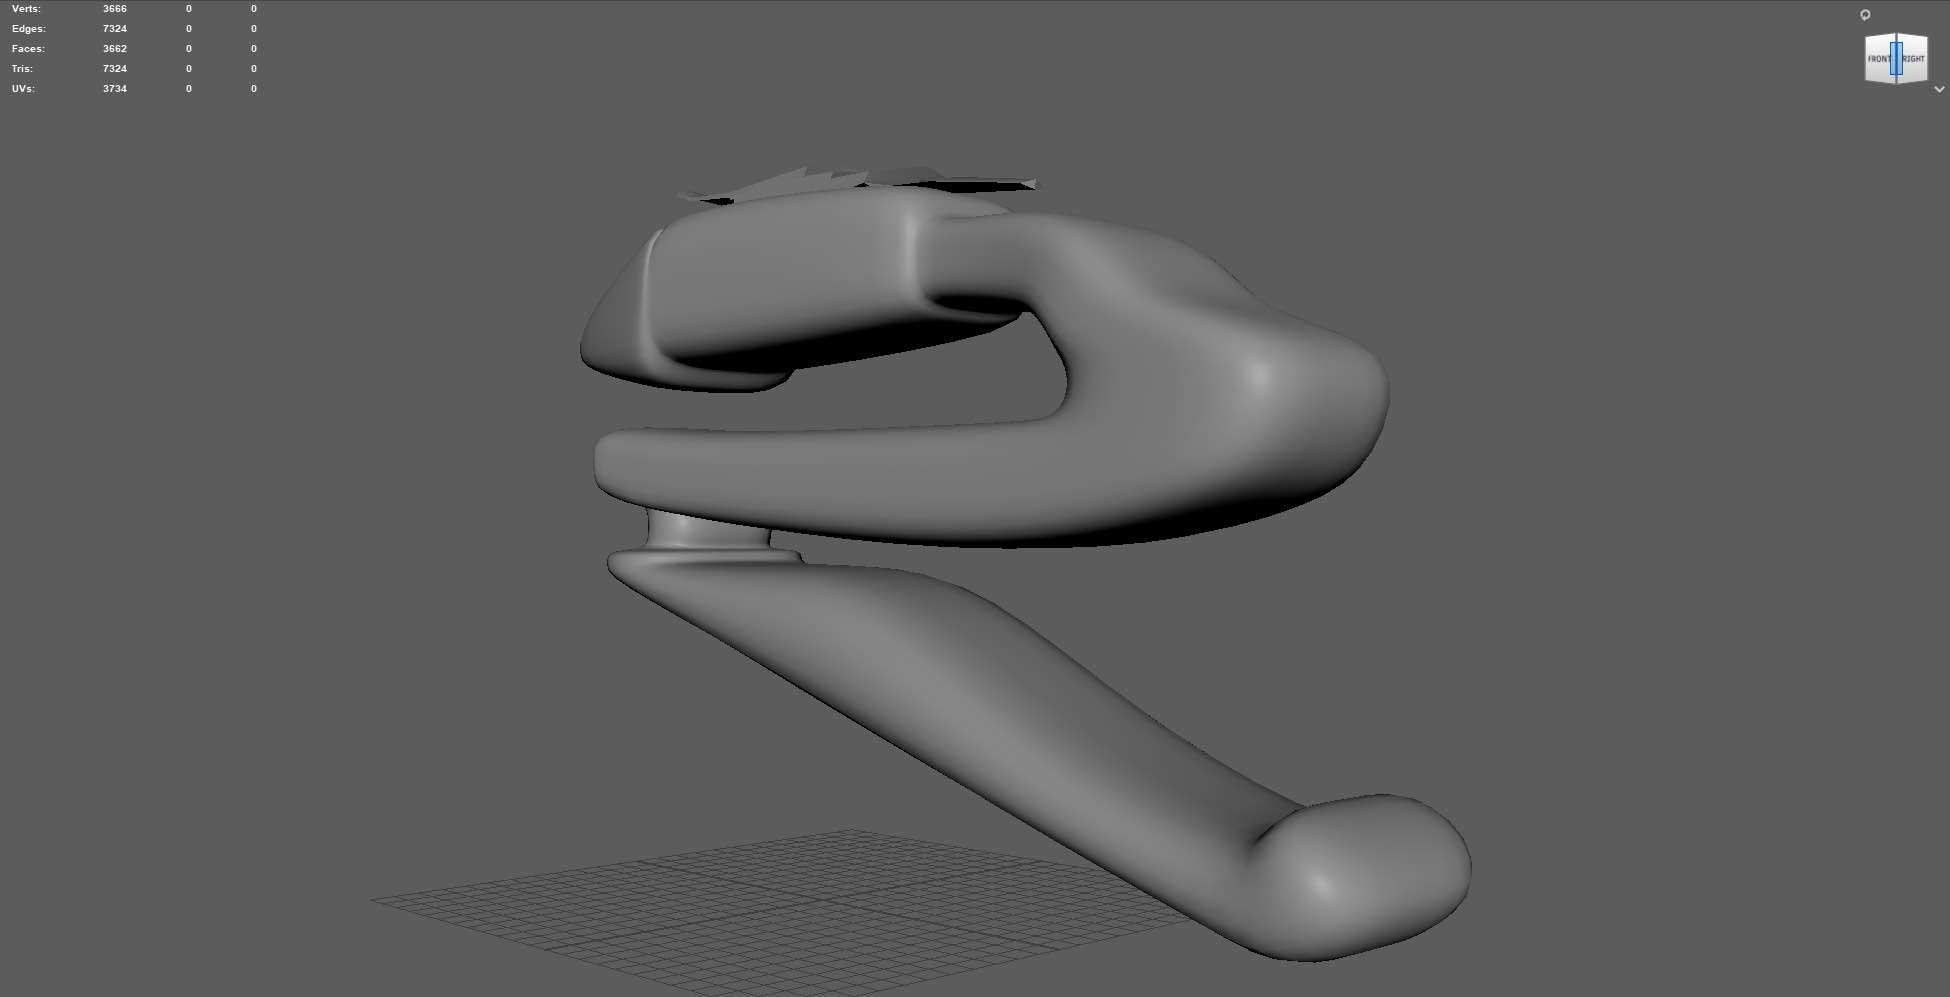 Verts: 3666 0 0
Edges: 7324 0 0
Faces: 3662 0 0
Tris: 7324 0 0
UVs: 3734 0 0
FRONT RIGHT